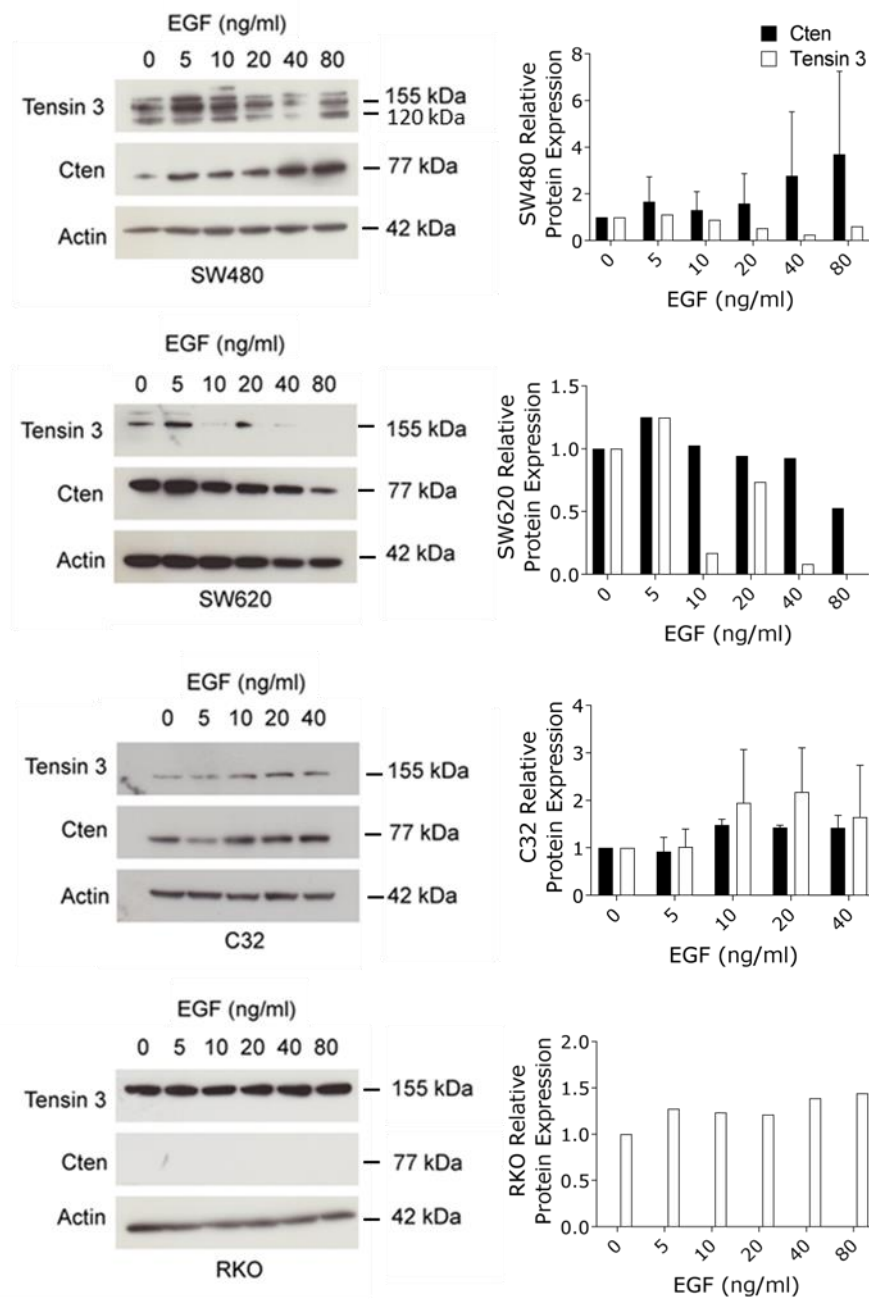 EGF (ng/ml)
0 5 10 20 40 80
Tensin 3
155 kDa
120 kDa
Cten
77 kDa
Actin
42 kDa
SW480
Cten
Tensin 3
SW480 Relative
Protein Expression
8
6
4
2
0
0 5 10 20 40 80
EGF (ng/ml)
EGF (ng/ml)
0 5 10 20 40 80
Tensin 3
155 kDa
Cten
77 kDa
Actin
42 kDa
SW620
SW620 Relative
Protein Expression
1.5
1.0
0.5
0.0
0 5 10 20 40 80
EGF (ng/ml)
EGF (ng/ml)
0 5 10 20 40
Tensin 3
155 kDa
Cten
77 kDa
Actin
42 kDa
C32
C32 Relative
Protein Expression
4
3
2
1
0
0 5 10 20 40
EGF (ng/ml)
EGF (ng/ml)
0 5 10 20 40 80
Tensin 3
155 kDa
Cten
77 kDa
Actin
42 kDa
RKO
RKO Relative
Protein Expression
2.0
1.5
1.0
0.5
0.0
0 5 10 20 40 80
EGF (ng/ml)